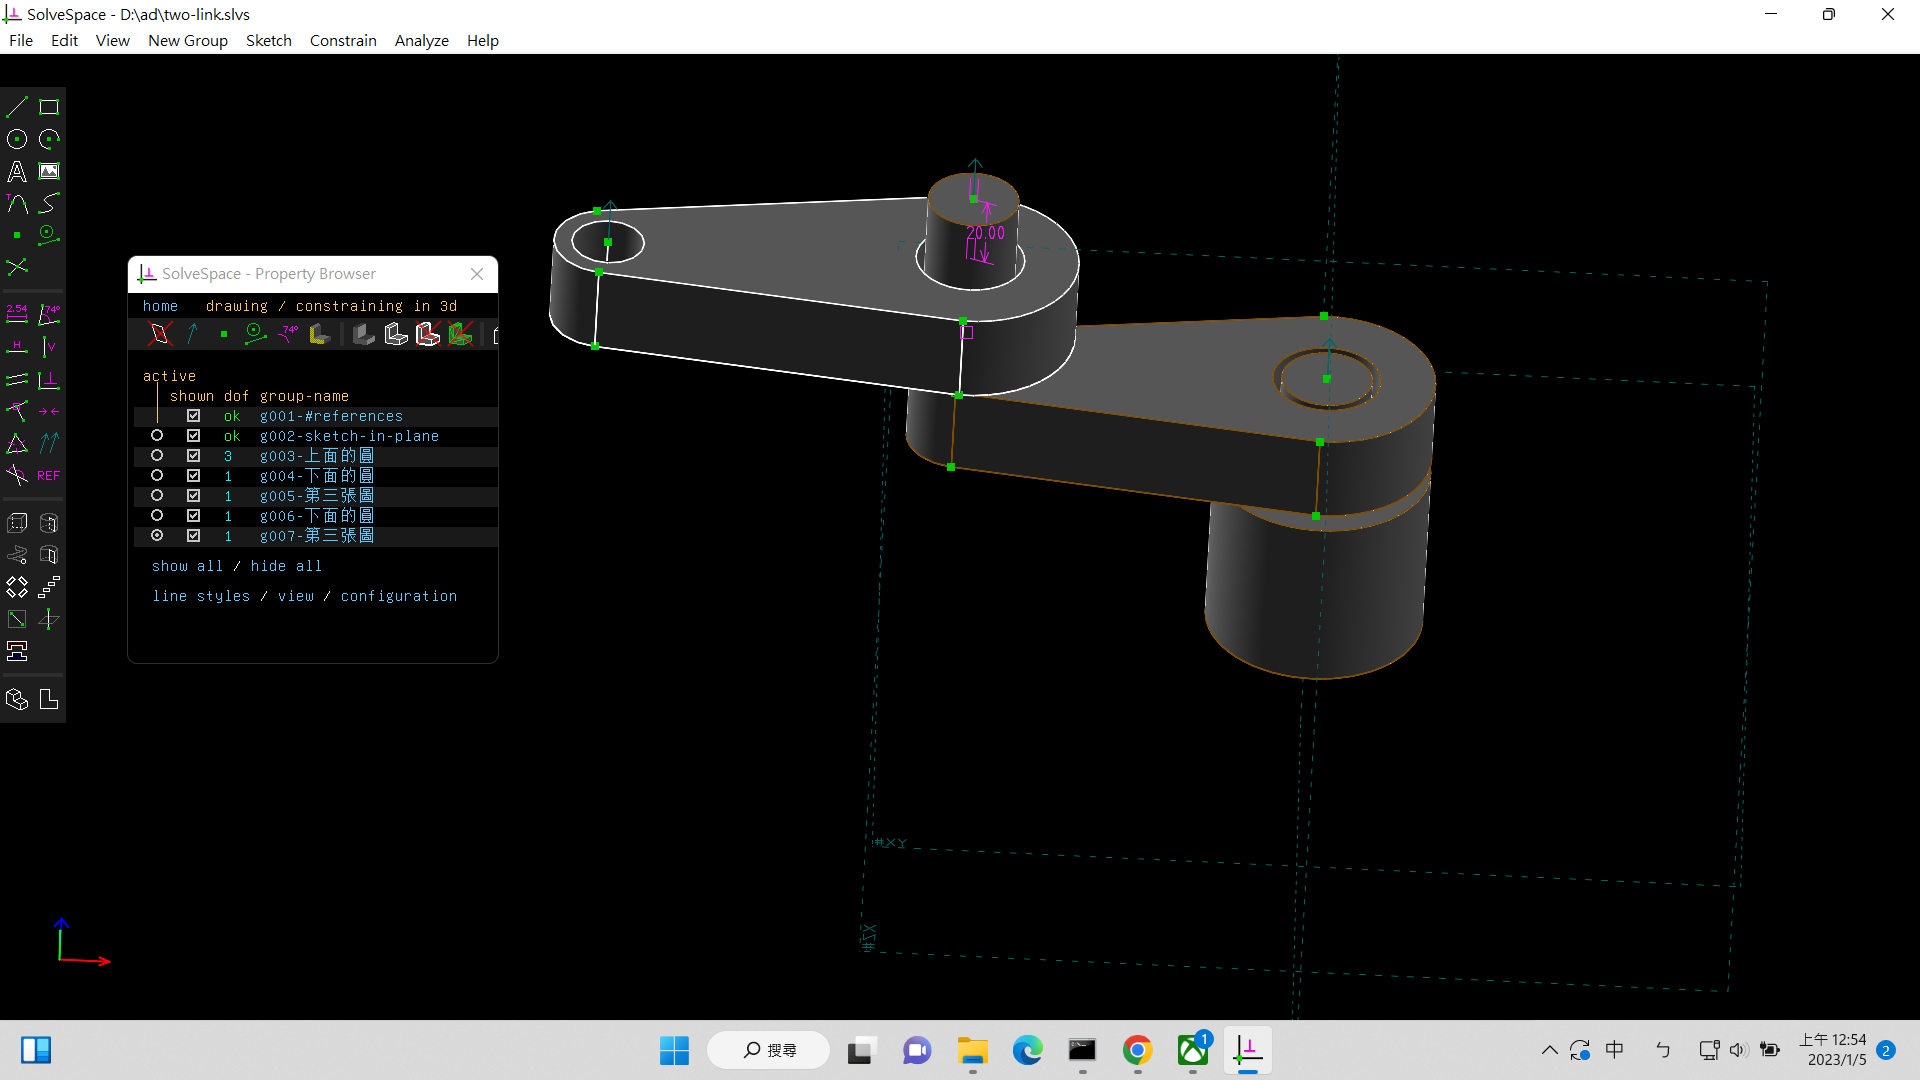 SolveSpace - D:\ad\two-link.slvs
File Edit View New Group Sketch Constrain Analyze Help
20.00
SolveSpace - Property Browser
home drawing / constraining in 3d
74°
active
shown dof group-name
ok g001-#references
ok g002-sketch-in-plane
3 g003-上面的圓
1 g004-下面的圓
1 g005-第三張圖
1 g006-下面的圓
1 g007-第三張圖
show all / hide all
line styles / view / configuration
A
T
2.54 74°
H V
REF
#XY
#ZX
搜尋
1
中
ㄅ
上午 12:54
2023/1/5
2